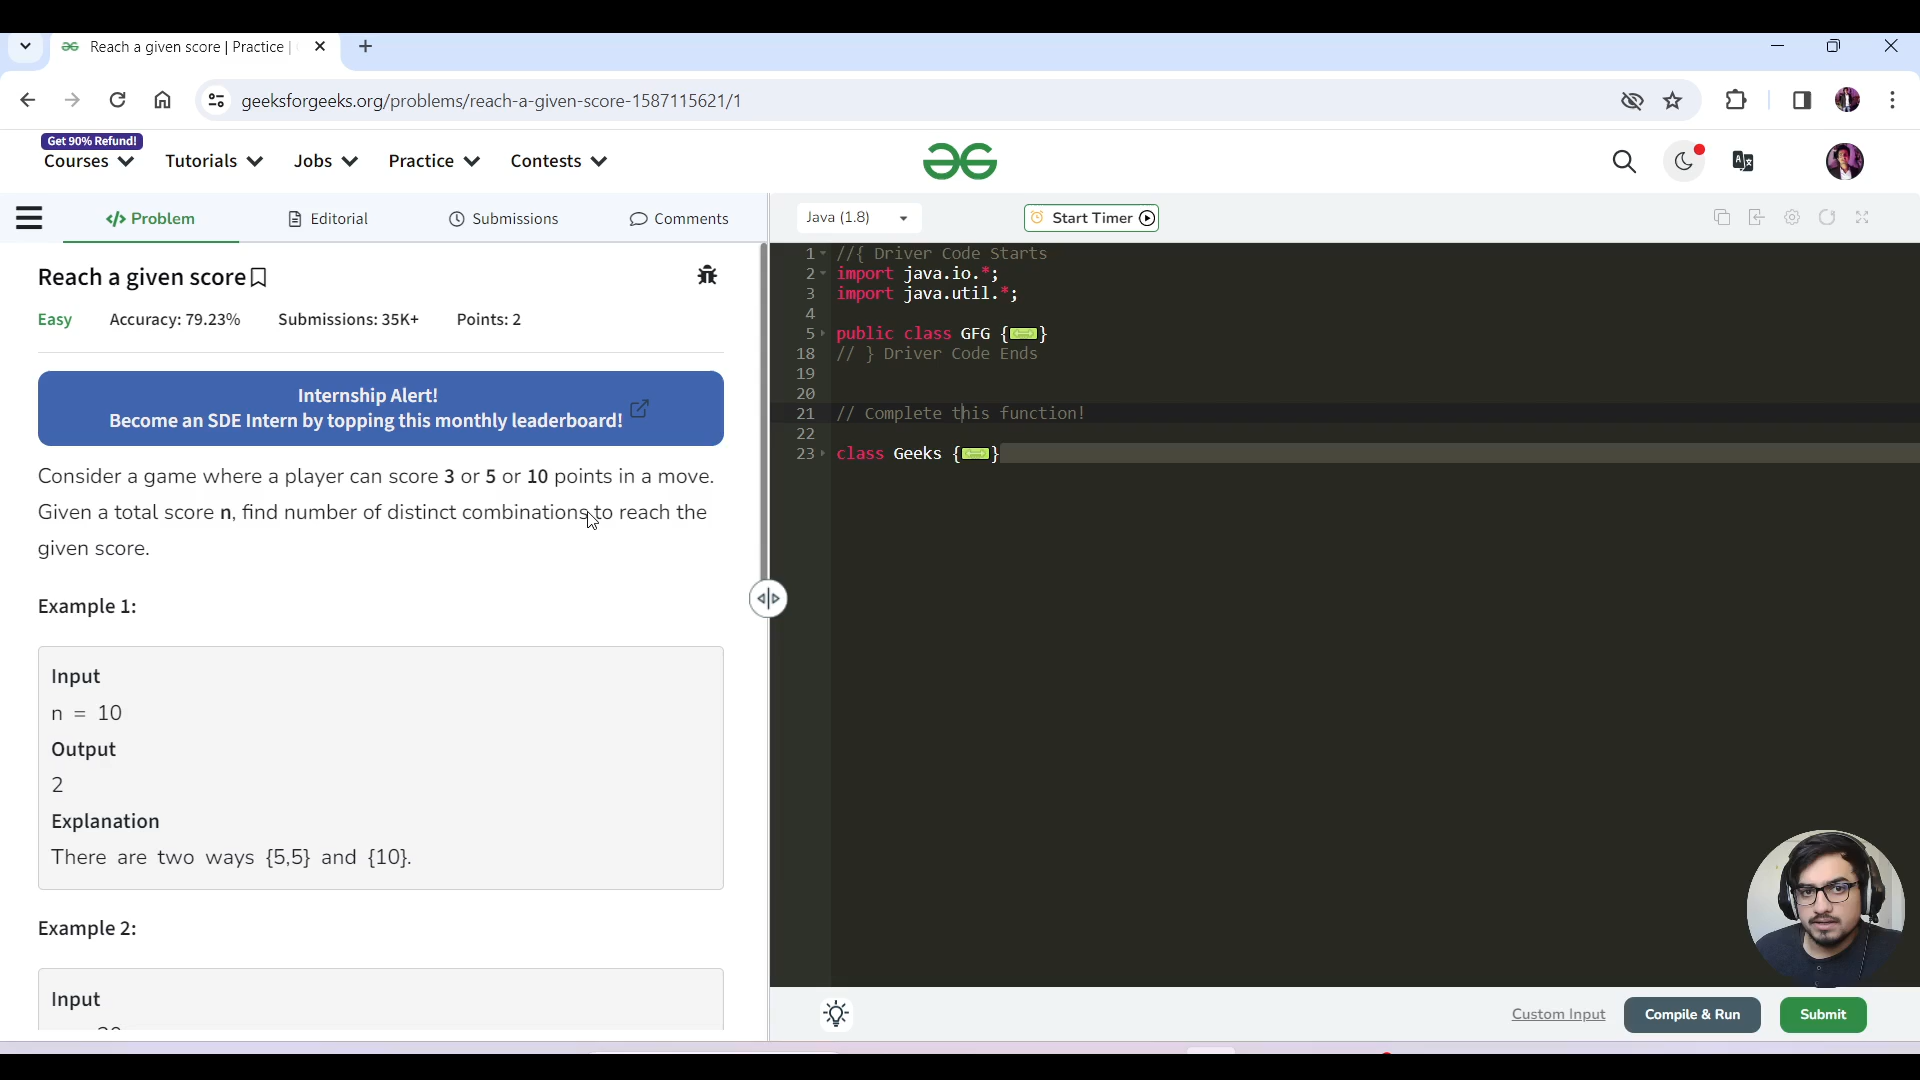 Reach a given score | Practice |
geeksforgeeks.org/problems/reach-a-given-score-1587115621/1
Get 90% Refund!
Courses
Tutorials
Jobs
Practice
Contests
</> Problem
Editorial
Submissions
Comments
Java (1.8)
Start Timer
Reach a given score
Easy
Accuracy: 79.23%
Submissions: 35K+
Points: 2
Internship Alert!
Become an SDE Intern by topping this monthly leaderboard!
Consider a game where a player can score 3 or 5 or 10 points in a move.
Given a total score n, find number of distinct combinations to reach the
given score.
Example 1:
Input
n = 10
Output
2
Explanation
There are two ways {5,5} and {10}.
Example 2:
Input
1 //{ Driver Code Starts
2 import java.io.*;
3 import java.util.*;
4
5 public class GFG {}
18 // } Driver Code Ends
19
20
21 // Complete this function!
22
23 class Geeks {}
Custom Input
Compile & Run
Submit